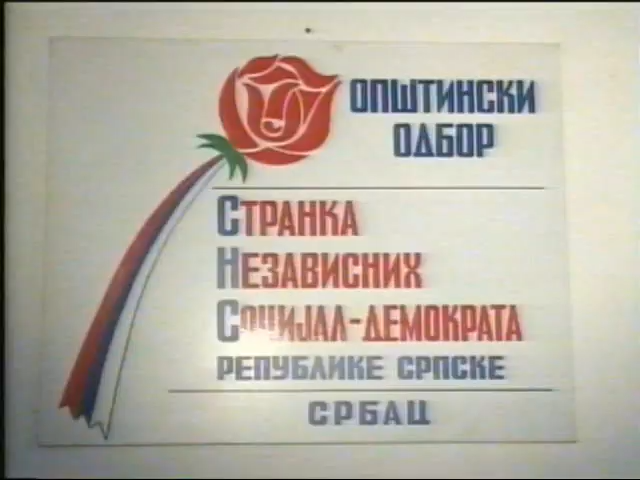 ОПШТИНСКИ
ОДБОР
СТРАНКА
НЕЗАВИСНИХ
СОЦИЈАЛ-ДЕМОКРАТА
РЕПУБЛИКЕ СРПСКЕ
СРБАЦ